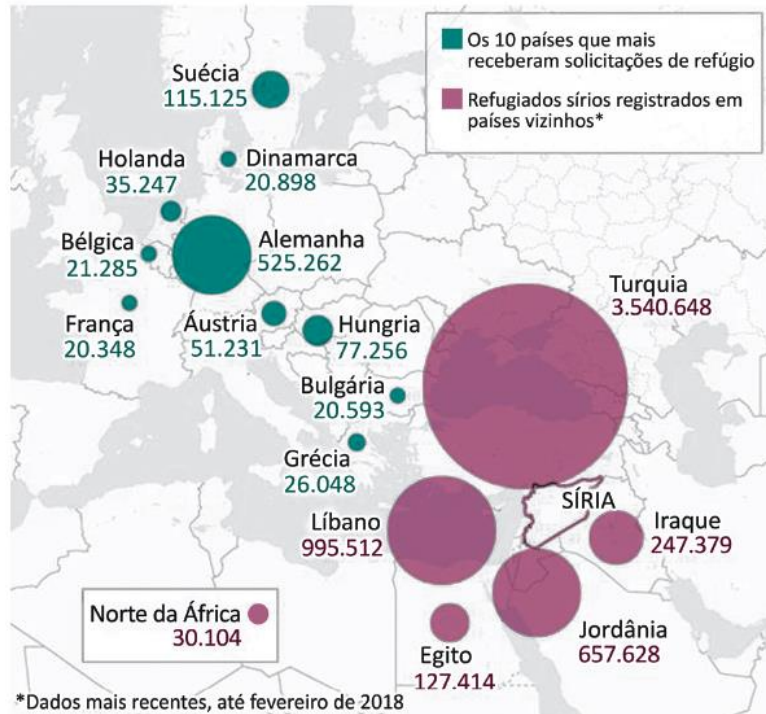 Os 10 países que mais
receberam solicitações de refúgio
Refugiados sírios registrados em
países vizinhos*
Suécia
115.125
Holanda
35.247
Dinamarca
20.898
Bélgica
21.285
Alemanha
525.262
França
20.348
Áustria
51.231
Hungria
77.256
Bulgária
20.593
Grécia
26.048
Turquia
3.540.648
SÍRIA
Líbano
995.512
Iraque
247.379
Norte da África
30.104
Egito
127.414
Jordânia
657.628
*Dados mais recentes, até fevereiro de 2018